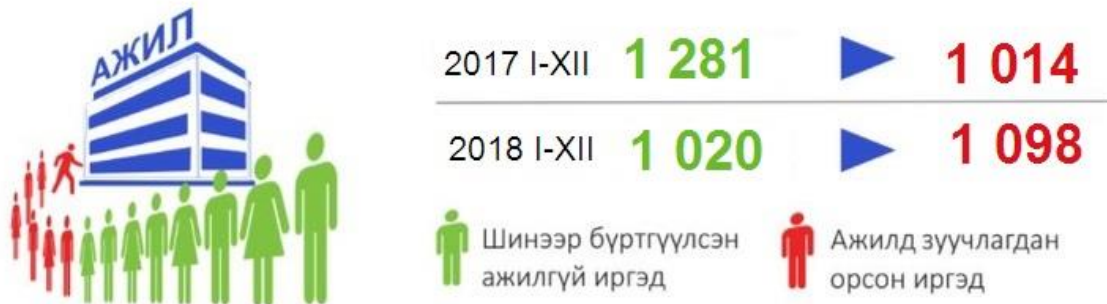 АЖИЛ
2017 I-XII 1 281 1 014
2018 I-XII 1 020 1 098
Шинээр бүртгүүлсэн
ажилгүй иргэд
Ажилд зуучлагдан
орсон иргэд